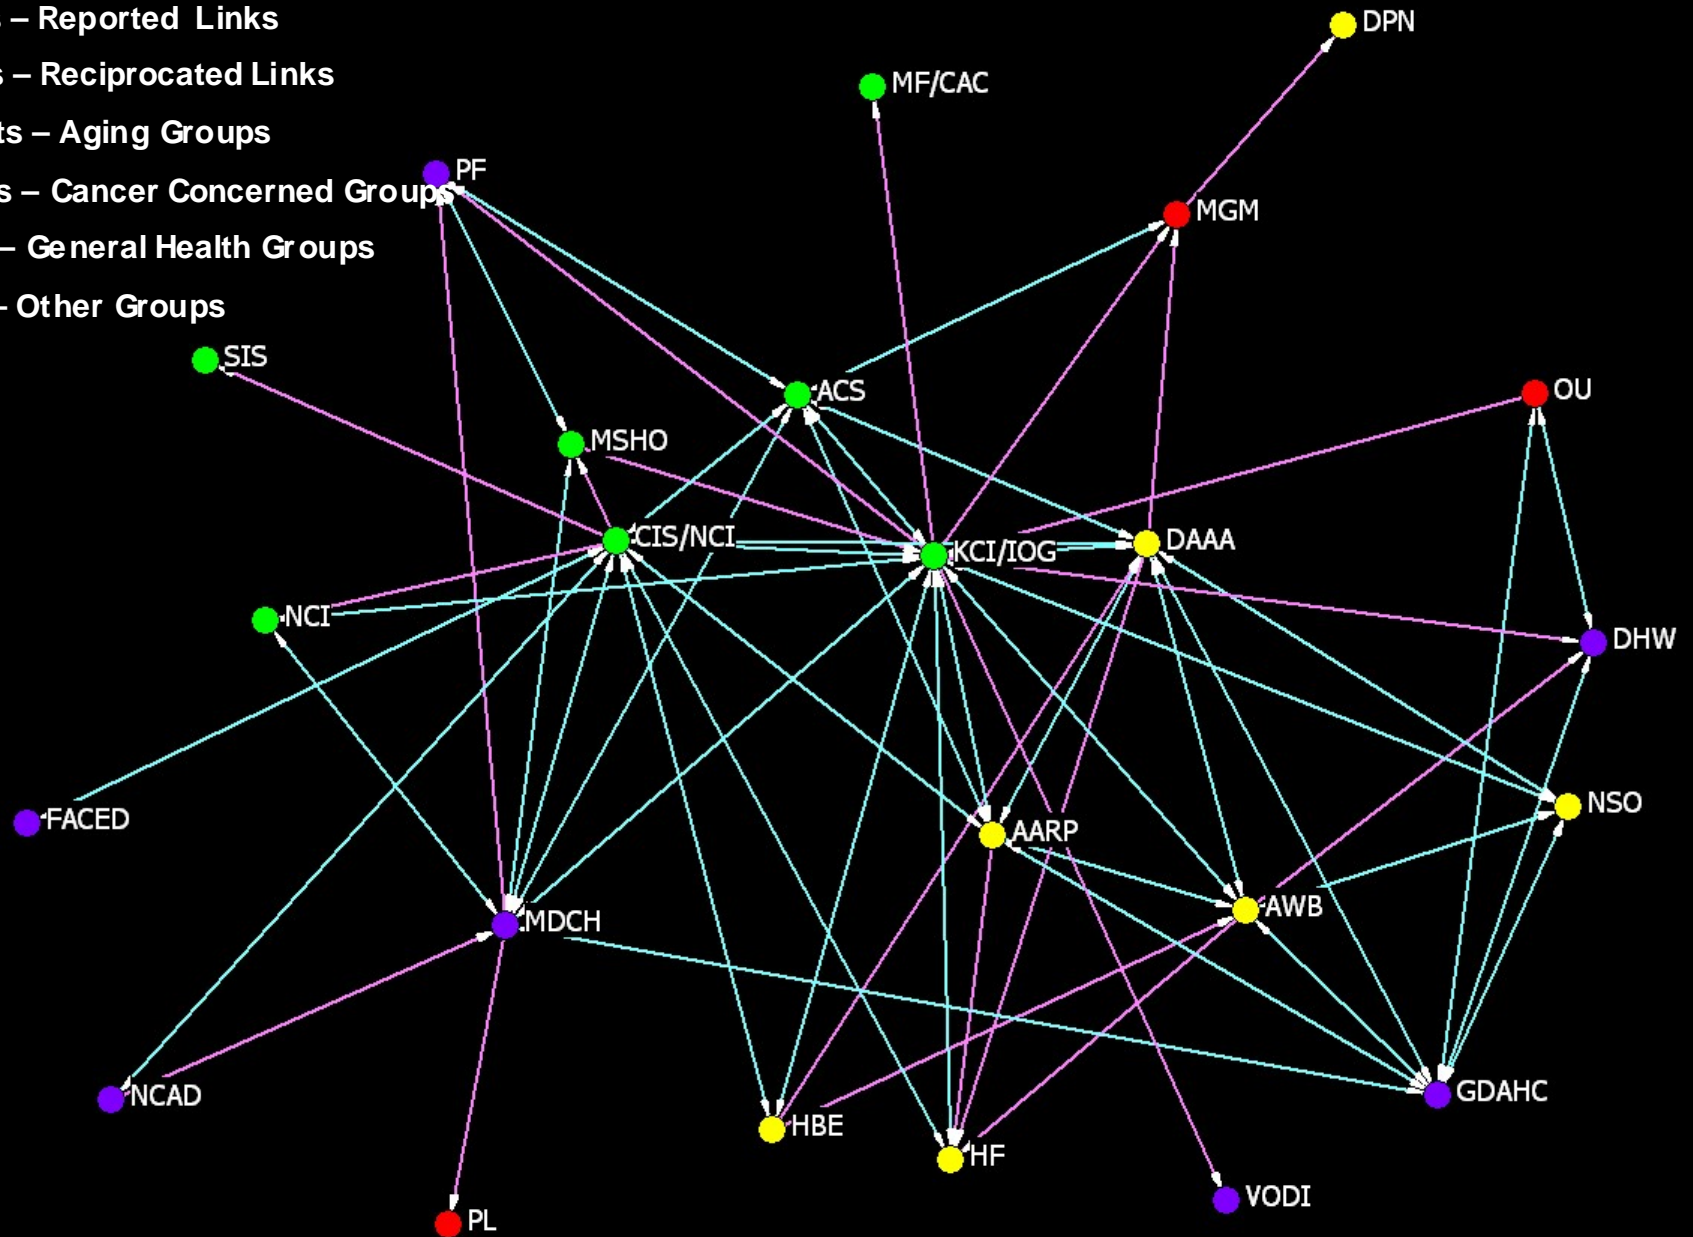 – Reported Links
– Reciprocated Links
– Aging Groups
– Cancer Concerned Groups
– General Health Groups
– Other Groups
DPN
MF/CAC
PF
MGM
SIS
ACS
OU
MSHO
CIS/NCI
KCI/IOG
DAAA
NCI
DHW
NSO
FACED
AARP
AWB
MDCH
NCAD
GDAHC
HBE
HF
VODI
PL